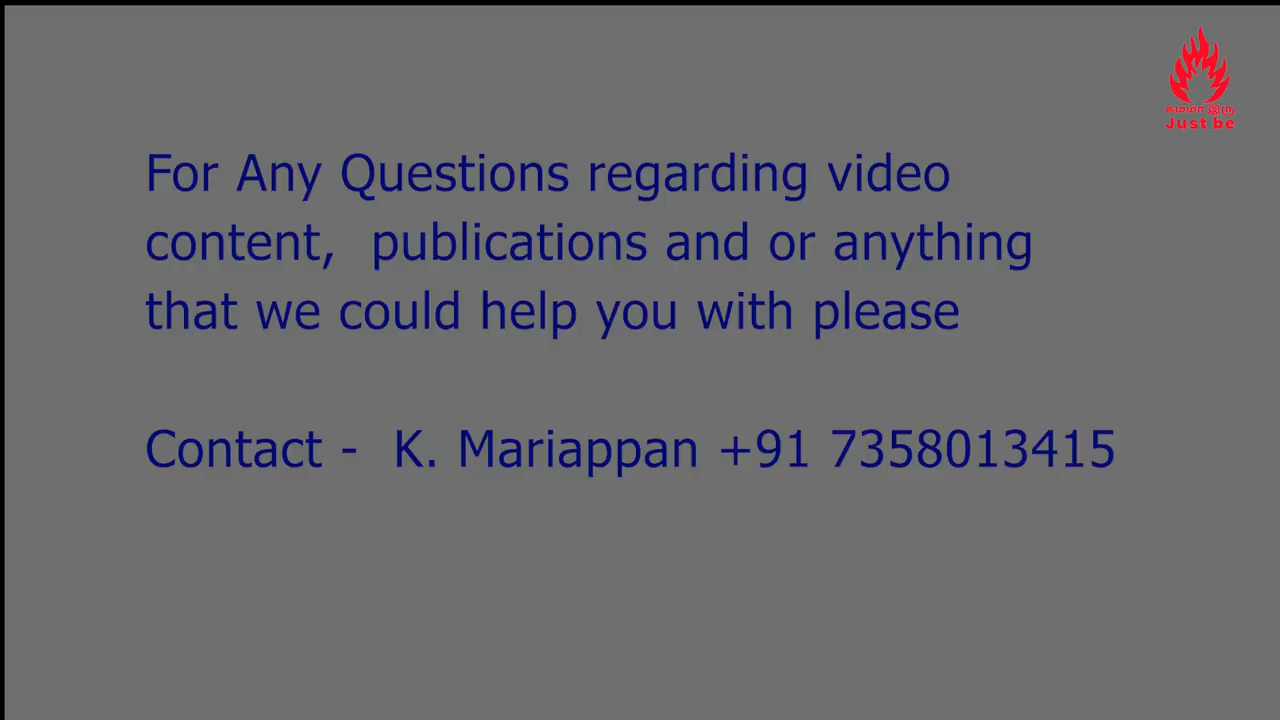 சும்மா இரு
Just be
For Any Questions regarding video
content, publications and or anything
that we could help you with please
Contact - K. Mariappan +91 7358013415